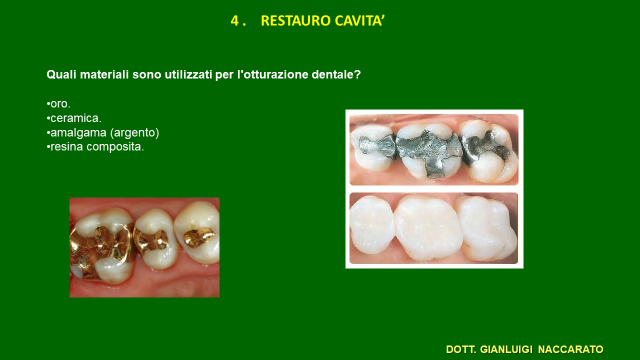 4 .    RESTAURO CAVITA’
Quali materiali sono utilizzati per l'otturazione dentale?
•oro.
•ceramica.
•amalgama (argento)
•resina composita.
DOTT. GIANLUIGI NACCARATO